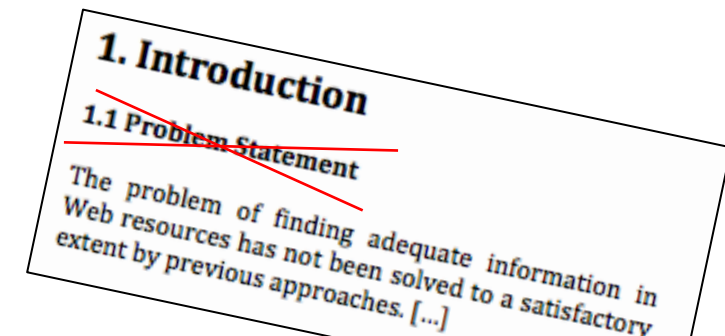 1. Introduction
1.1 Problem Statement
The problem of finding adequate information in
Web resources has not been solved to a satisfactory
extent by previous approaches. [...]